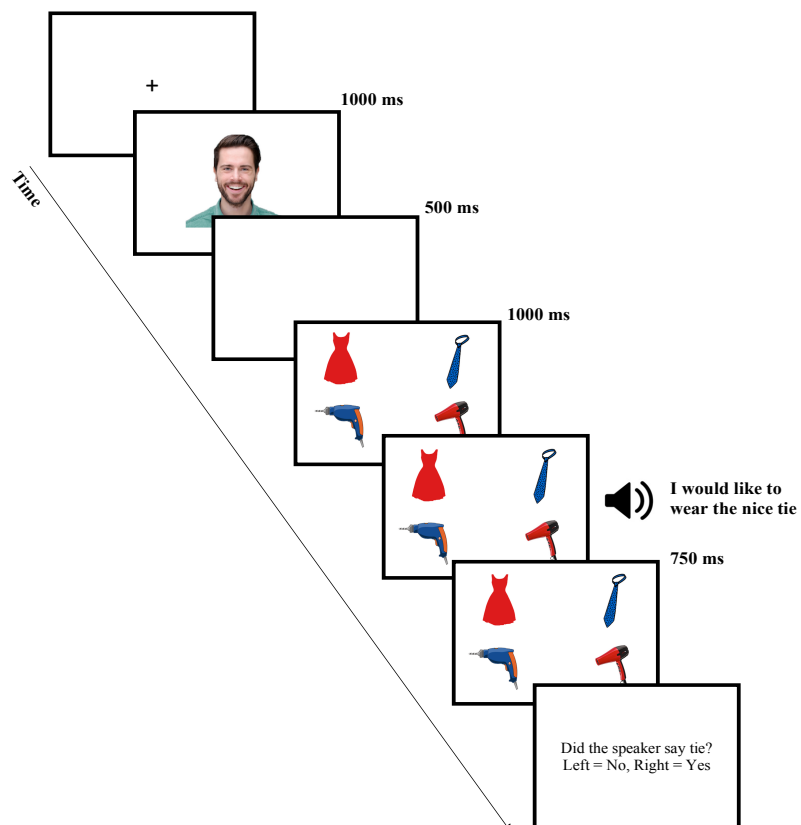 +
1000 ms
Time
500 ms
1000 ms
I would like to
wear the nice tie
750 ms
Did the speaker say tie?
Left = No, Right = Yes